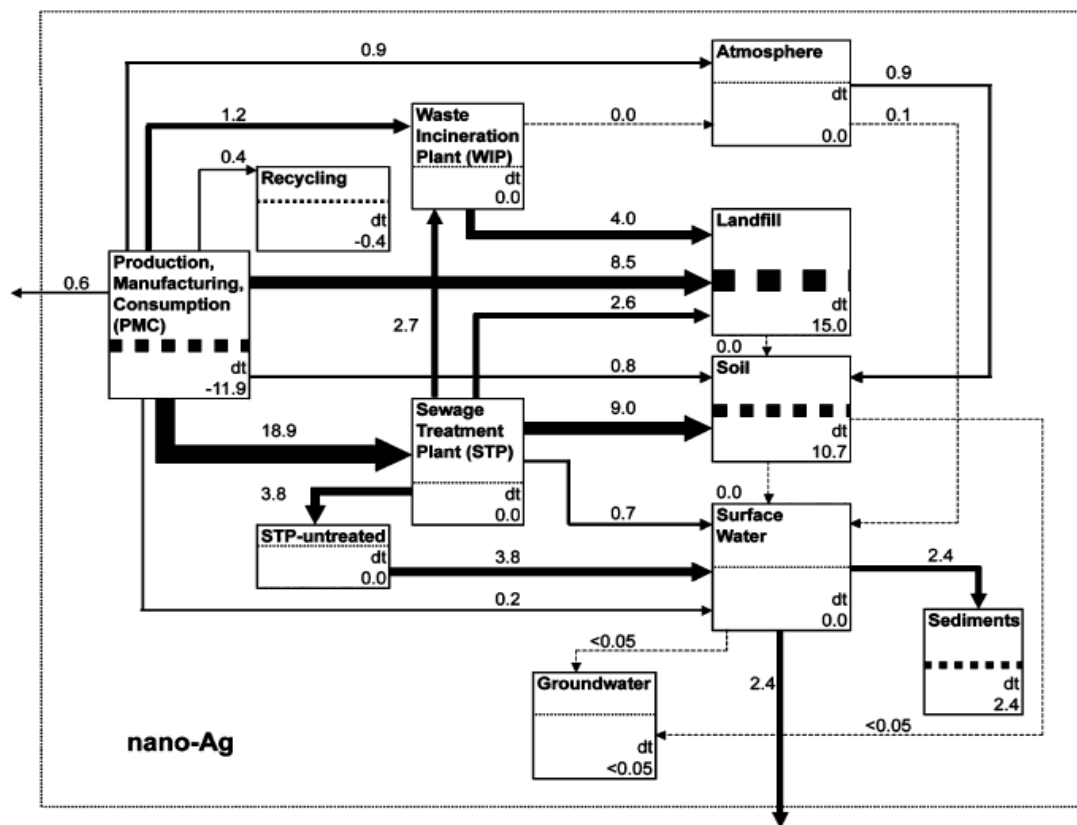 0.9
Atmosphere
0.9
dt
0.0
0.1
1.2
Waste
Incineration
Plant (WIP)
dt
0.0
0.0
0.4
Recycling
dt
-0.4
4.0
Landfill
dt
15.0
8.5
2.6
0.6
Production,
Manufacturing,
Consumption
(PMC)
dt
-11.9
2.7
0.0
0.8
Soil
dt
10.7
Sewage
Treatment
Plant (STP)
dt
0.0
9.0
18.9
3.8
0.0
0.7
Surface
Water
dt
0.0
STP-untreated
dt
0.0
3.8
0.2
2.4
Sediments
dt
2.4
<0.05
2.4
Groundwater
dt
<0.05
<0.05
nano-Ag